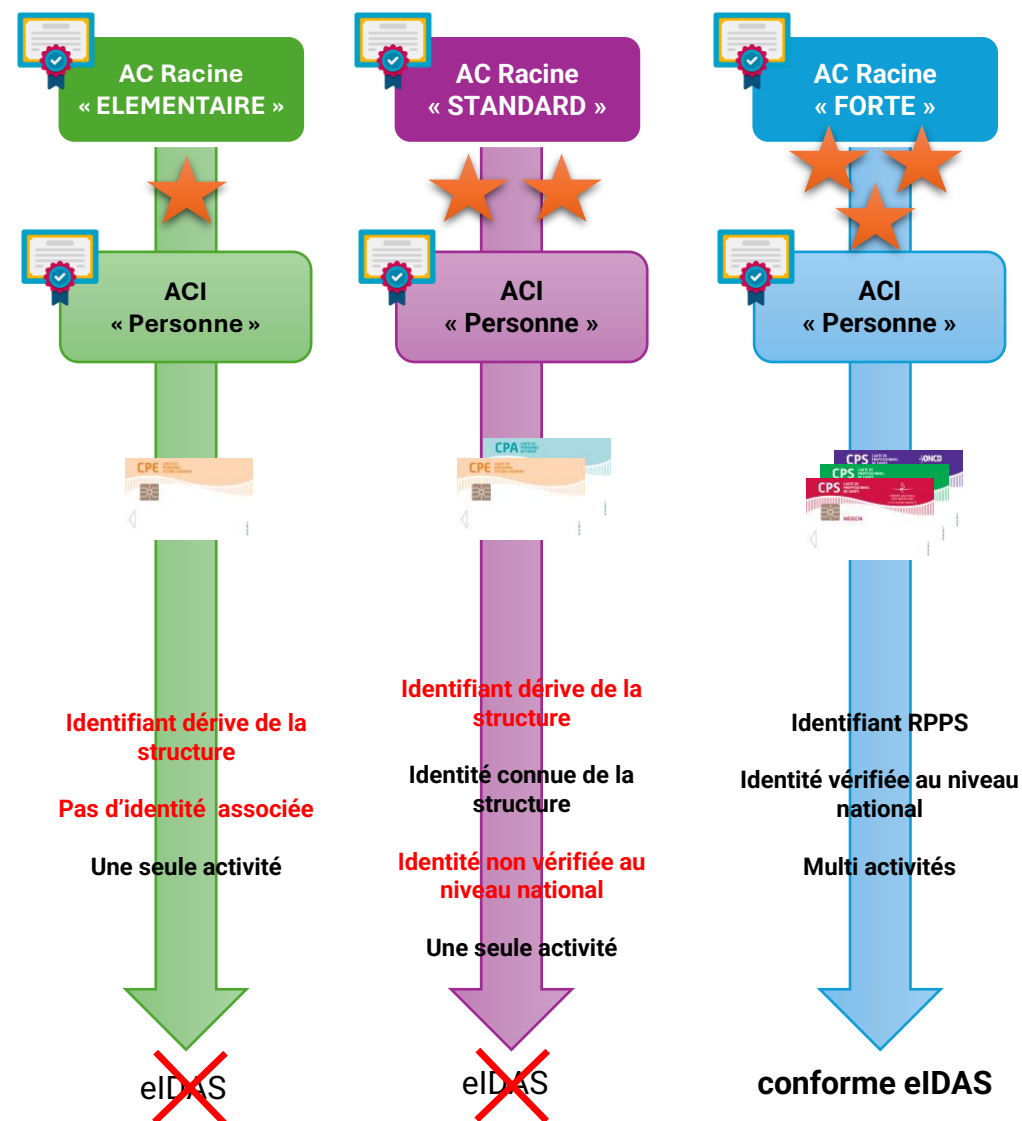 AC Racine
« ELEMENTAIRE »
AC Racine
« STANDARD »
AC Racine
« FORTE »
ACI
« Personne »
ACI
« Personne »
ACI
« Personne »
CPE
CPA
CPE
CPS
CPS
CPS
MÉDECIN
Identifiant dérive de la
structure
Pas d’identité associée
Une seule activité
Identifiant dérive de la
structure
Identité connue de la
structure
Identité non vérifiée au
niveau national
Une seule activité
Identifiant RPPS
Identité vérifiée au niveau
national
Multi activités
eIDAS
eIDAS
conforme eIDAS